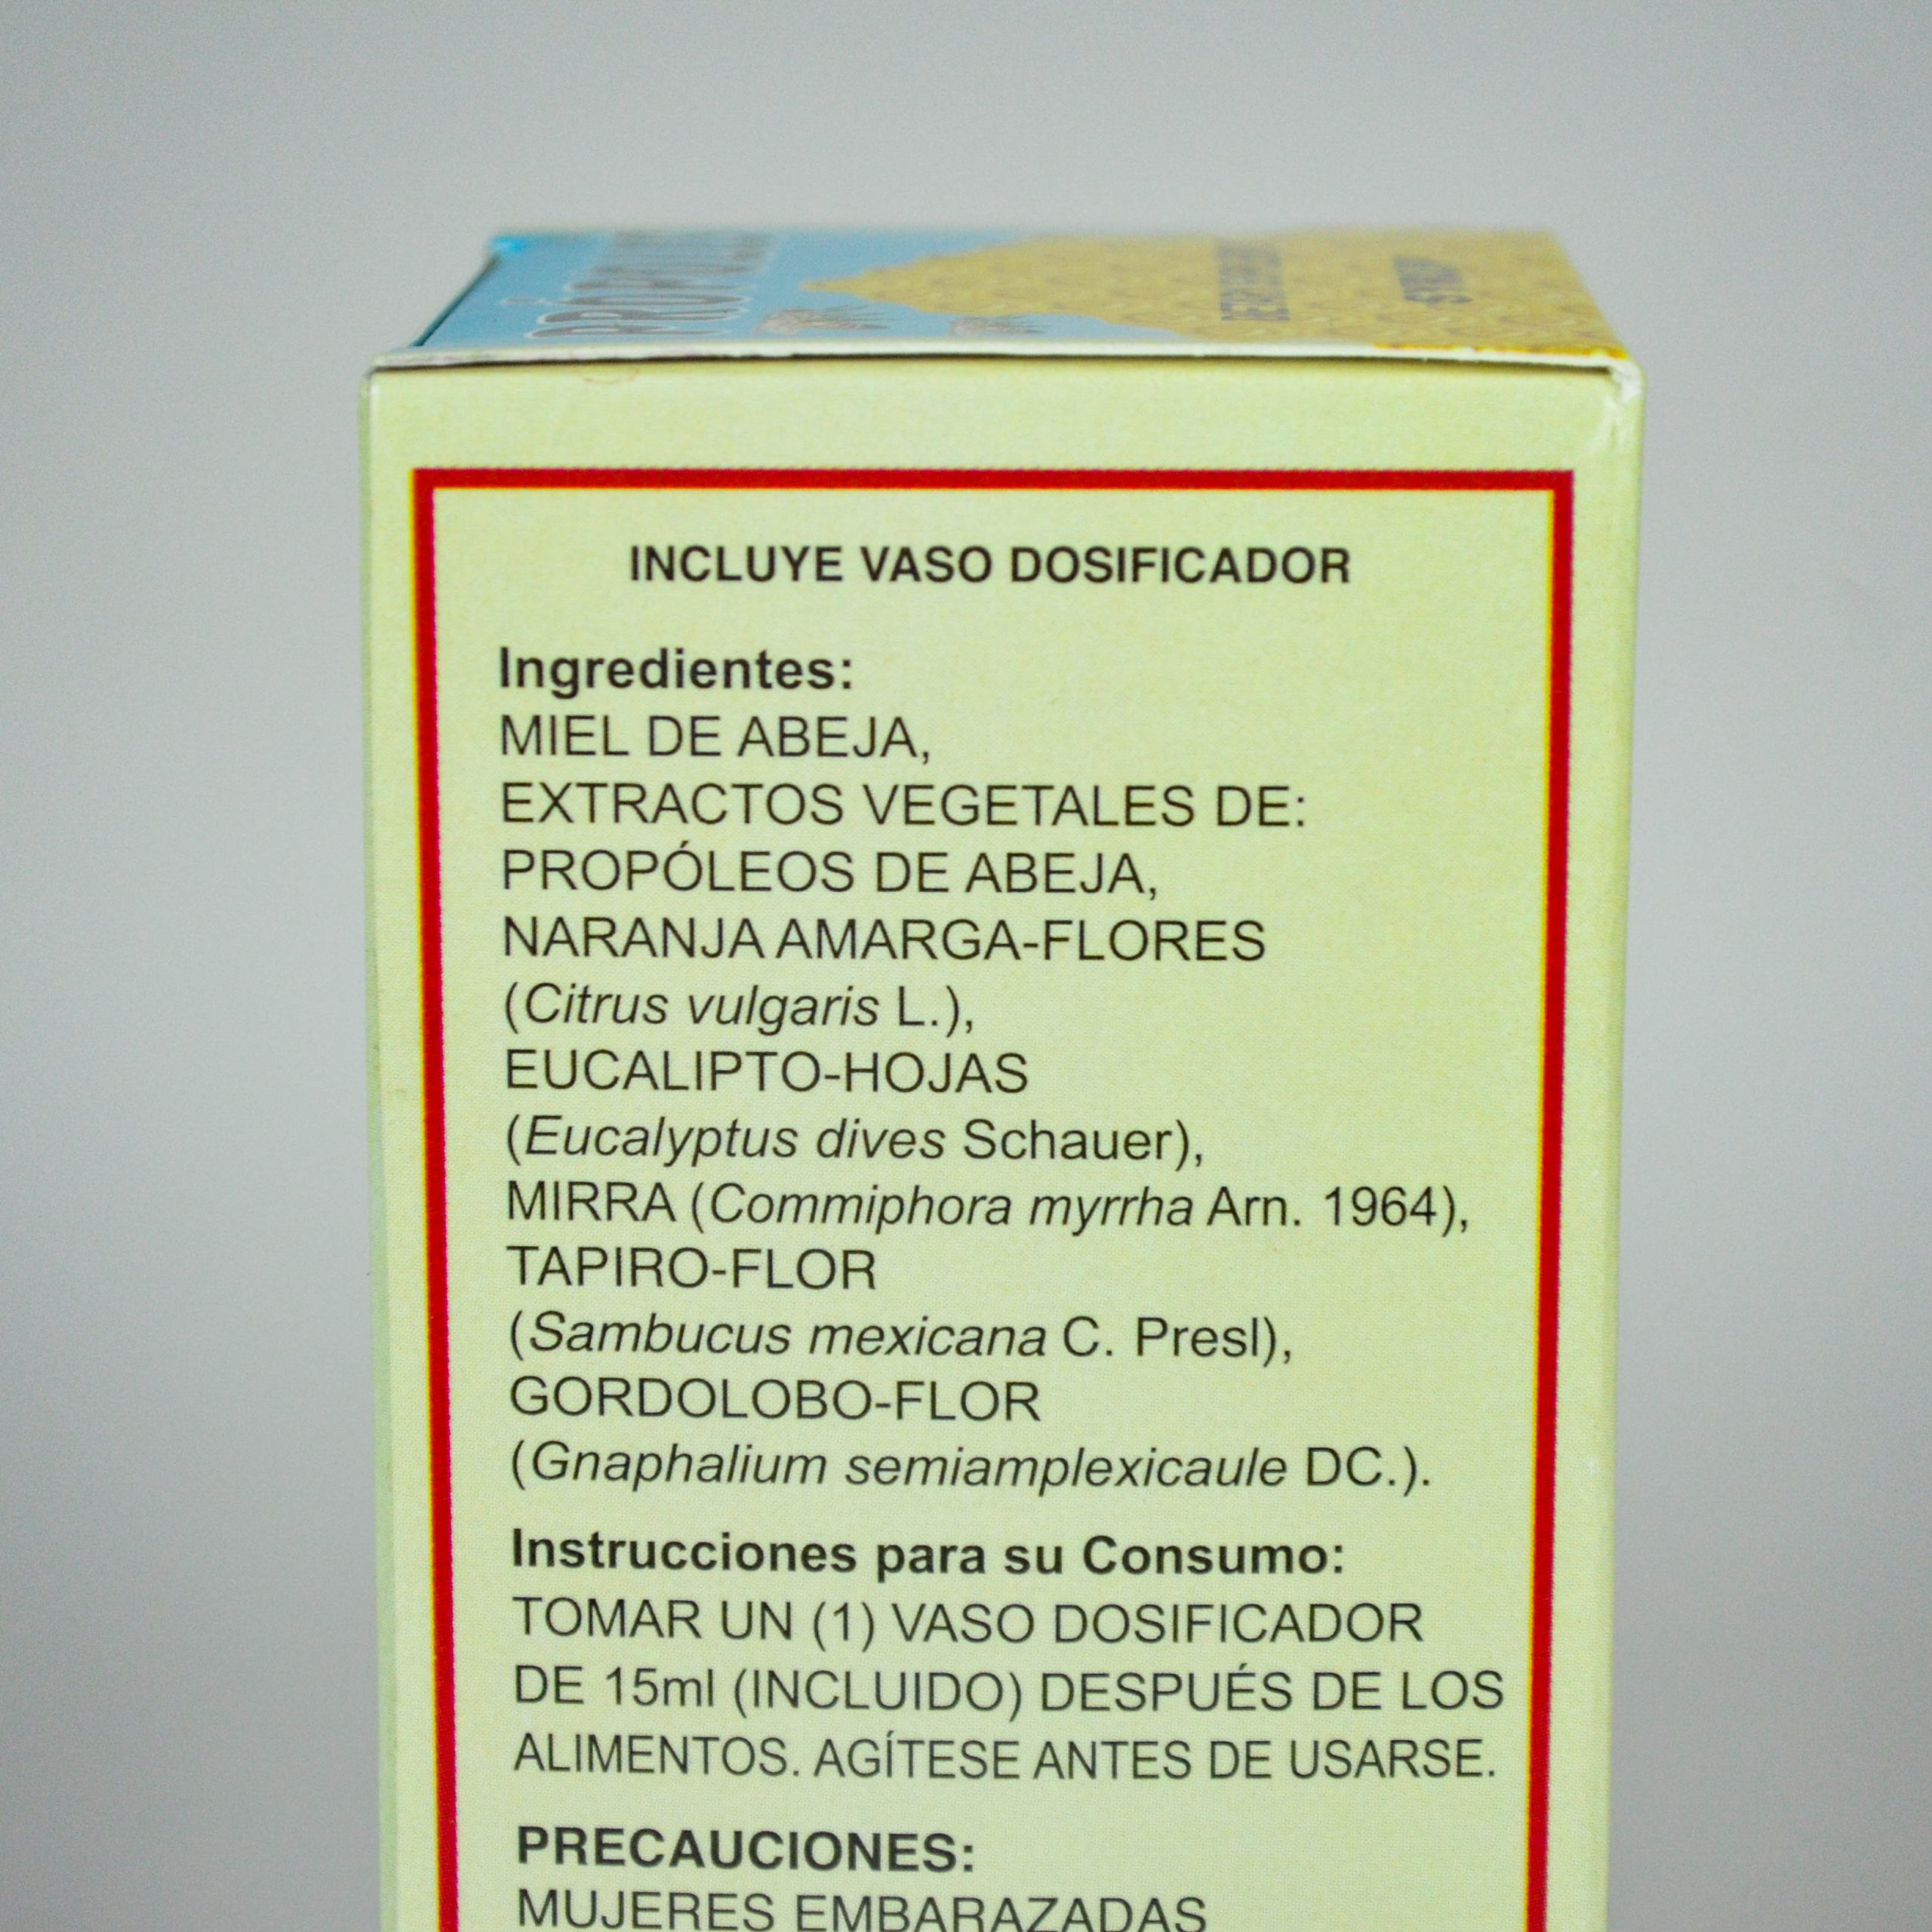 INCLUYE VASO DOSIFICADOR
Ingredientes:
MIEL DE ABEJA,
EXTRACTOS VEGETALES DE:
PROPÓLEOS DE ABEJA,
NARANJA AMARGA-FLORES
(Citrus vulgaris L.),
EUCALIPTO-HOJAS
(Eucalyptus dives Schauer),
MIRRA (Commiphora myrrha Arn. 1964),
TAPIRO-FLOR
(Sambucus mexicana C. Presl),
GORDOLOBO-FLOR
(Gnaphalium semiamplexicaule DC.).
Instrucciones para su Consumo:
TOMAR UN (1) VASO DOSIFICADOR
DE 15ml (INCLUIDO) DESPUÉS DE LOS
ALIMENTOS. AGÍTESE ANTES DE USARSE.
PRECAUCIONES:
MUJERES EMBARAZADAS